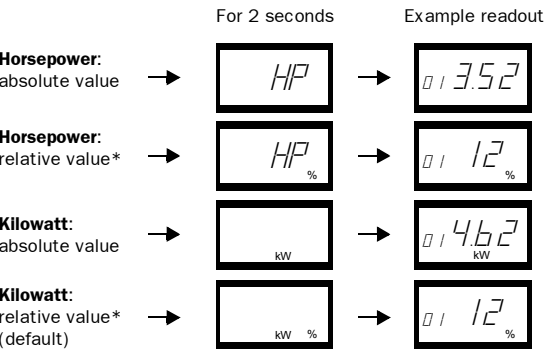 For 2 seconds Example readout
Horsepower:
absolute value
HP
01 3.52
Horsepower:
relative value*
HP
%
01 12
%
Kilowatt:
absolute value
kW
01 4.62
kW
Kilowatt:
relative value*
(default)
kW %
01 12
%